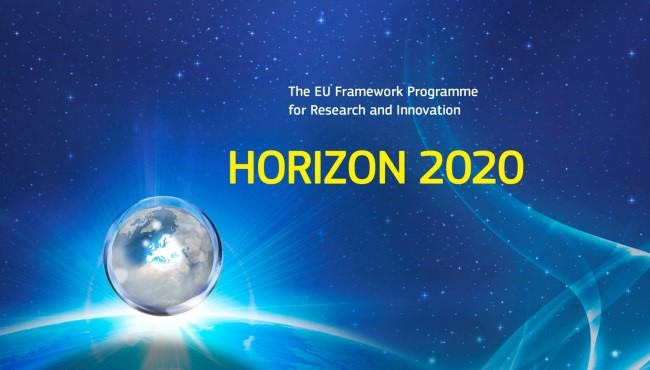 The EU Framework Programme
for Research and Innovation
HORIZON 2020